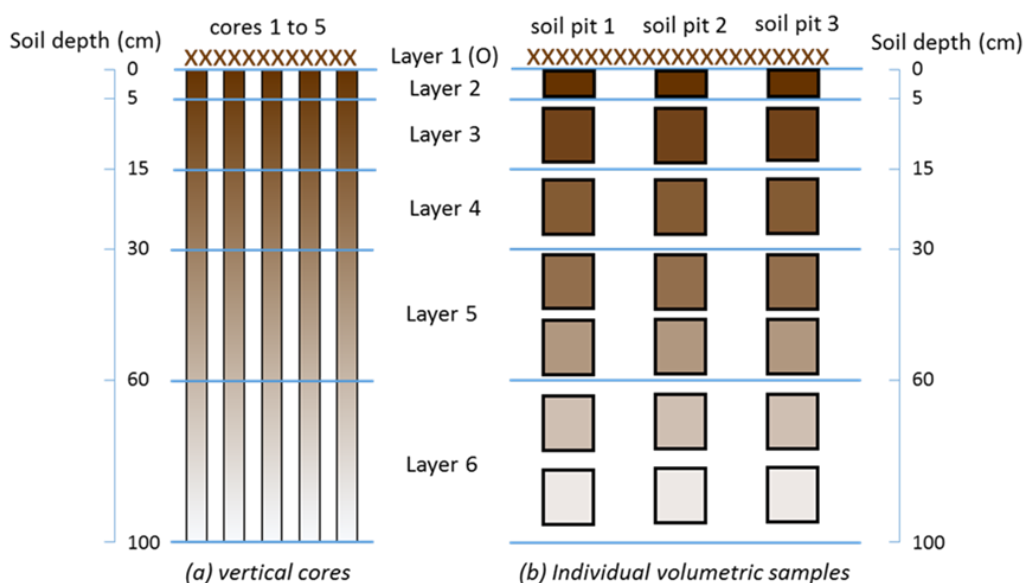 cores 1 to 5
Soil depth (cm)
XXXXXXXXXXXXX
0
5
15
30
60
100
(a) vertical cores
Layer 1 (O)
Layer 2
Layer 3
Layer 4
Layer 5
Layer 6
soil pit 1 soil pit 2 soil pit 3
XXXXXXXXXXXXXXXXXXXXX
Soil depth (cm)
0
5
15
30
60
100
(b) Individual volumetric samples